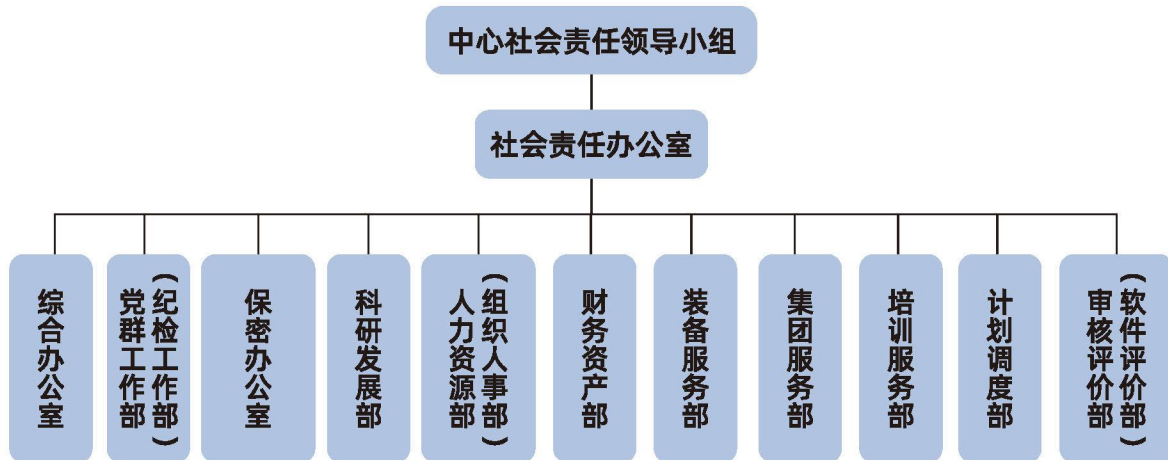 中心社会责任领导小组
社会责任办公室
综合办公室
党群工作部
（纪检工作部）
保密办公室
科研发展部
人力资源部
（组织人事部）
财务资产部
装备服务部
集团服务部
培训服务部
计划调度部
审核评价部
（软件评价部）